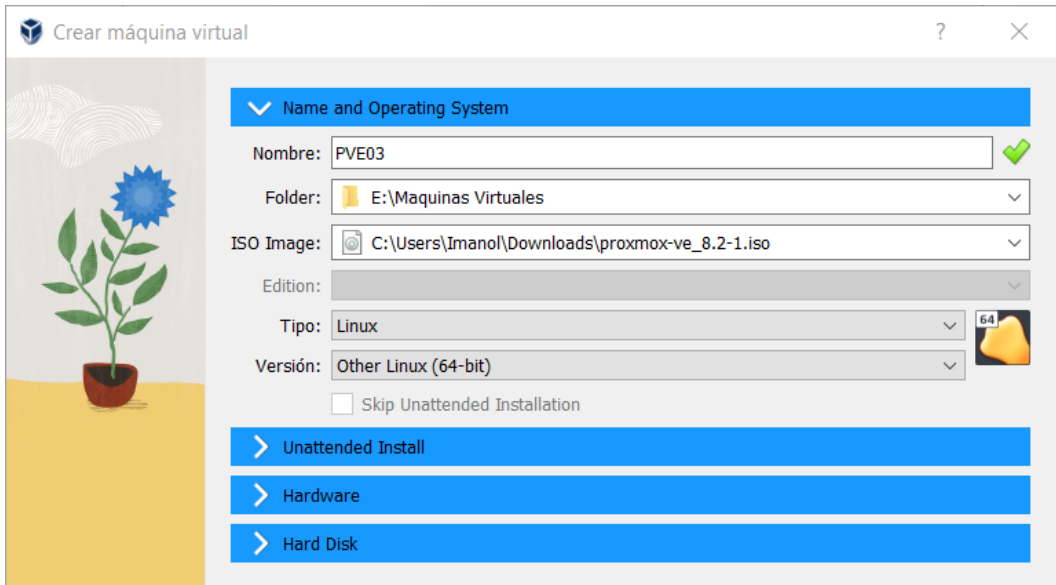 Crear máquina virtual
?
Name and Operating System
Nombre: PVE03
Folder: E:\Maquinas Virtuales
ISO Image: C:\Users\Imanol\Downloads\proxmox-ve_8.2-1.iso
Edition:
Tipo: Linux
64
Versión: Other Linux (64-bit)
Skip Unattended Installation
Unattended Install
Hardware
Hard Disk